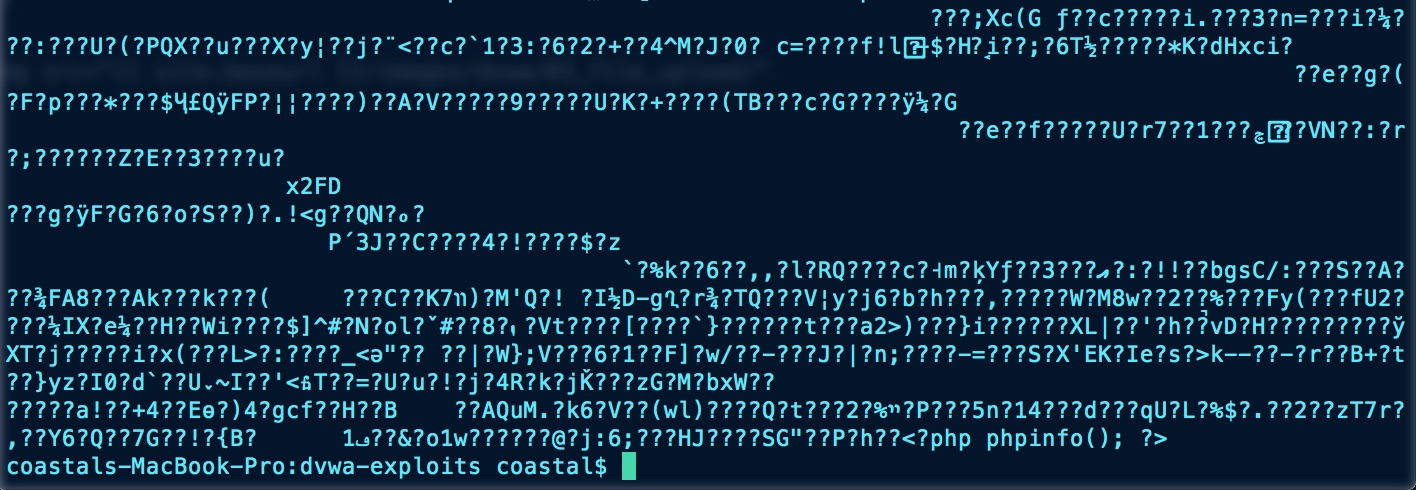 ???;Xc(G ƒ??c?????i.???3?n=???i?¼?
??:???U?(?PQX??u???X?y¦??j?¨<??c?`1?3:?6?2?+??4^M?J?0? c=????f!l $?H? i??;?6T½?????*K?dHxci?
??e??g?(
?F?p???*???$Ҷ£QÿFP?¦¦????)??A?V?????9?????U?K?+????(TB???c?G????ÿ¼?G
??e??f?????U?r7??1??? ??VN??:?r
?;??????Z?E??3????u?
x2FD
???g?ÿF?G?6?o?S??)?.!<g??QN? ?
P´3J??C????4?!????$?z
`?%k??6??,,?l?RQ????c?˧m?ķYƒ??3??? ?:?!!??bgsC/:???S??A?
??¾FA8???Ak???k???( ???C??K7װ)?M'Q?! ?I½D-gƪ?r¾?TQ???V¦y?j6?b?h???,?????W?M8w??2??%???Fy(???fU2?
???¼IX?e¼??H??Wi????$]^#?N?ol?ˇ#??8? ?Vt????[????`}??????t???a2>)???}i??????XL|??'?h??vD?H?????????ў
XT?j?????i?x(???L>?:????_<ə"?? ??|?W};V???6?1??F]?w/??-???J?|?n;????-=???S?X'EK?Ie?s?>k--??-?r??B+?t
??}yz?I0?d`??U˯~I??'< T??=?U?u?!?j?4R?k?jǨ???zG?M?bxW??
?????a!??+4??Eɵ?)4?gcf??H??B ??AQuM.?k6?V??(wl)????Q?t???2?% ?P???5n?14???d???qU?L?%$?.??2??zT7r?
,??Y6?Q??7G??!?{B? 1 ??&?o1w??????@?j:6;???HJ????SG"??P?h??<?php phpinfo(); ?>
coastals-MacBook-Pro:dvwa-exploits coastal$